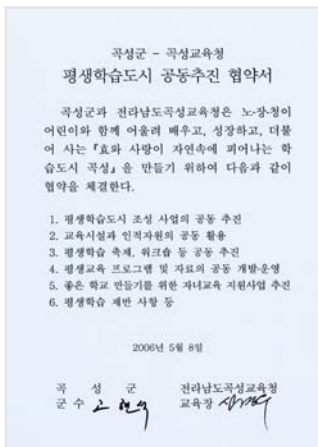 곡성군 - 곡성교육청
평생학습도시 공동추진 협약서
곡성군과 전라남도곡성교육청은 노·장·청이
어린이와 함께 어울려 배우고, 성장하고, 더불
어 사는 『효와 사랑이 자연속에 피어나는 학
습도시 곡성』을 만들기 위하여 다음과 같이
협약을 체결한다.
1. 평생학습도시 조성 사업의 공동 추진
2. 교육시설과 인적자원의 공동 활용
3. 평생학습 축제, 워크숍 등 공동 추진
4. 평생교육 프로그램 및 자료의 공동 개발·운영
5. 좋은 학교 만들기를 위한 자녀교육 지원사업 추진
6. 평생학습 제반 사항 등
2006년 5월 8일
곡 성 군 전라남도곡성교육청
군 수 고현석 교육장